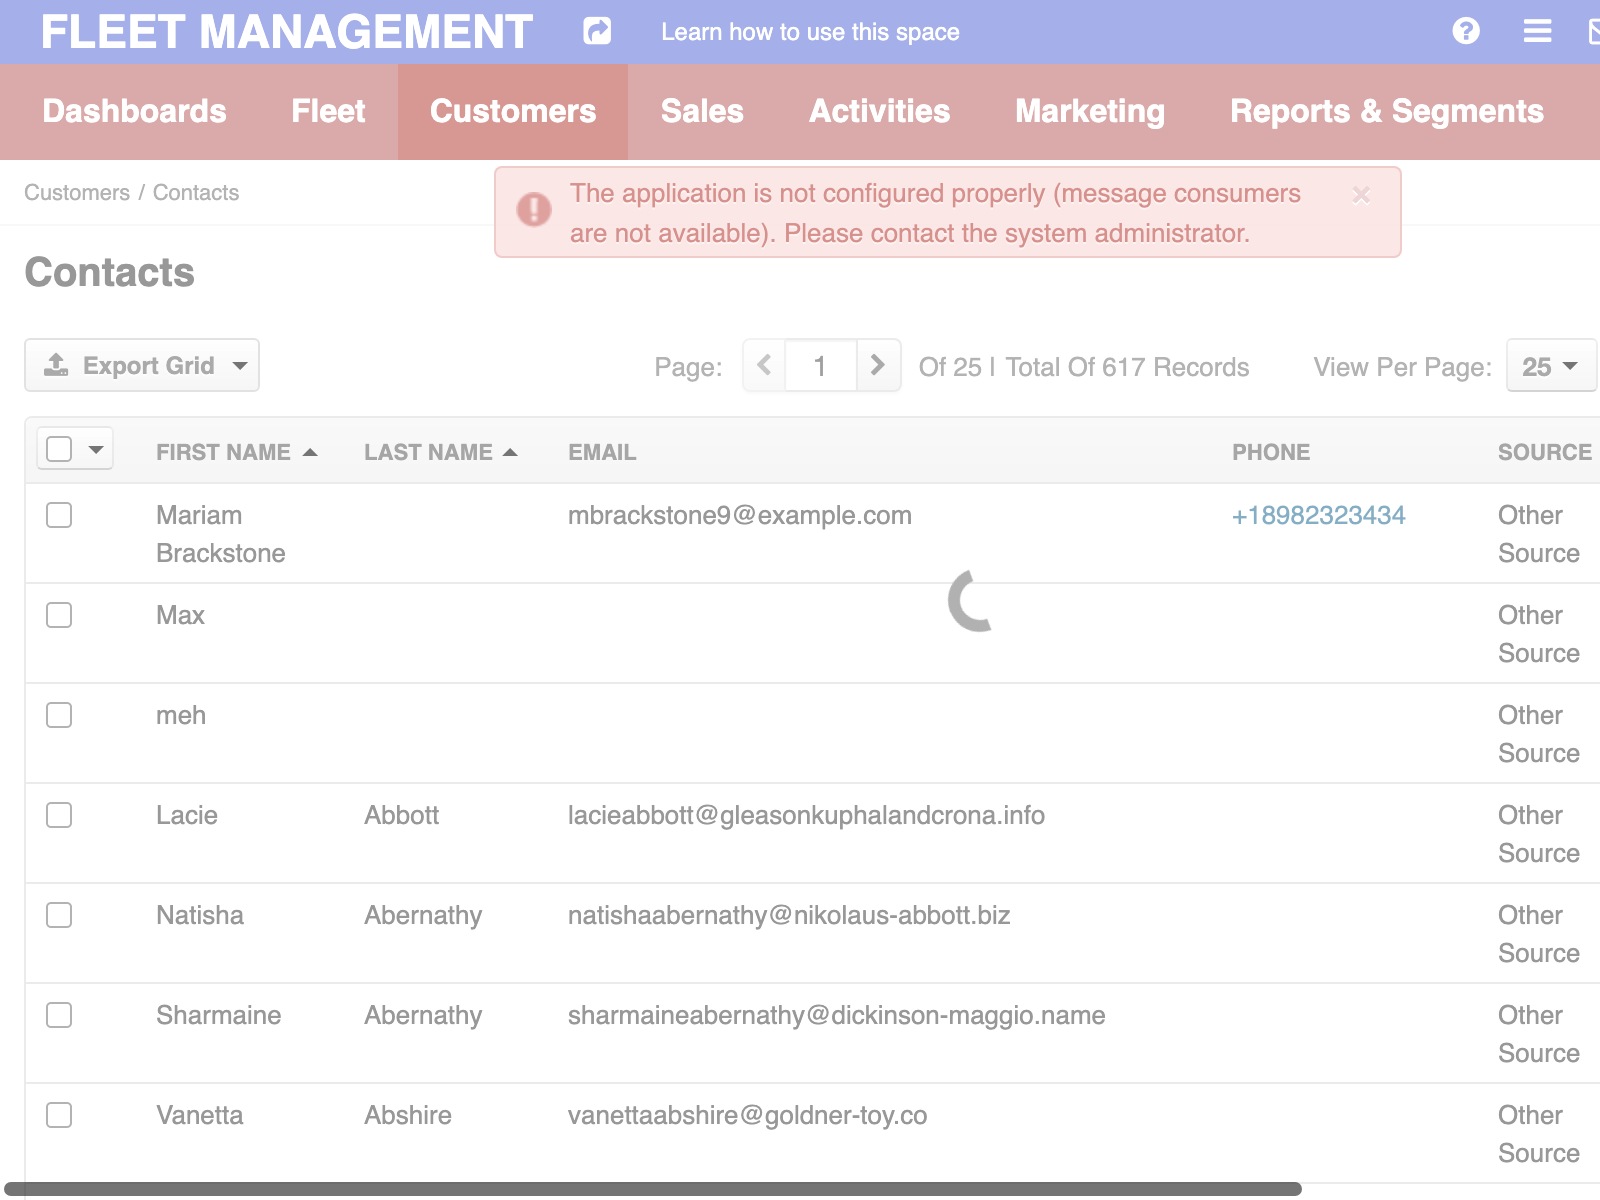 FLEET MANAGEMENT
Learn how to use this space
Dashboards Fleet Customers Sales Activities Marketing Reports & Segments
Customers / Contacts
The application is not configured properly (message consumers
are not available). Please contact the system administrator.
Contacts
Export Grid Page: 1 Of 25 | Total Of 617 Records View Per Page: 25
FIRST NAME LAST NAME EMAIL PHONE SOURCE
Mariam mbrackstone9@example.com +18982323434 Other
Brackstone Source
Max Other
Source
meh Other
Source
Lacie Abbott lacieabbott@gleasonkuphalandcrona.info Other
Source
Natisha Abernathy natishaabernathy@nikolaus-abbott.biz Other
Source
Sharmaine Abernathy sharmaineabernathy@dickinson-maggio.name Other
Source
Vanetta Abshire vanettaabshire@goldner-toy.co Other
Source